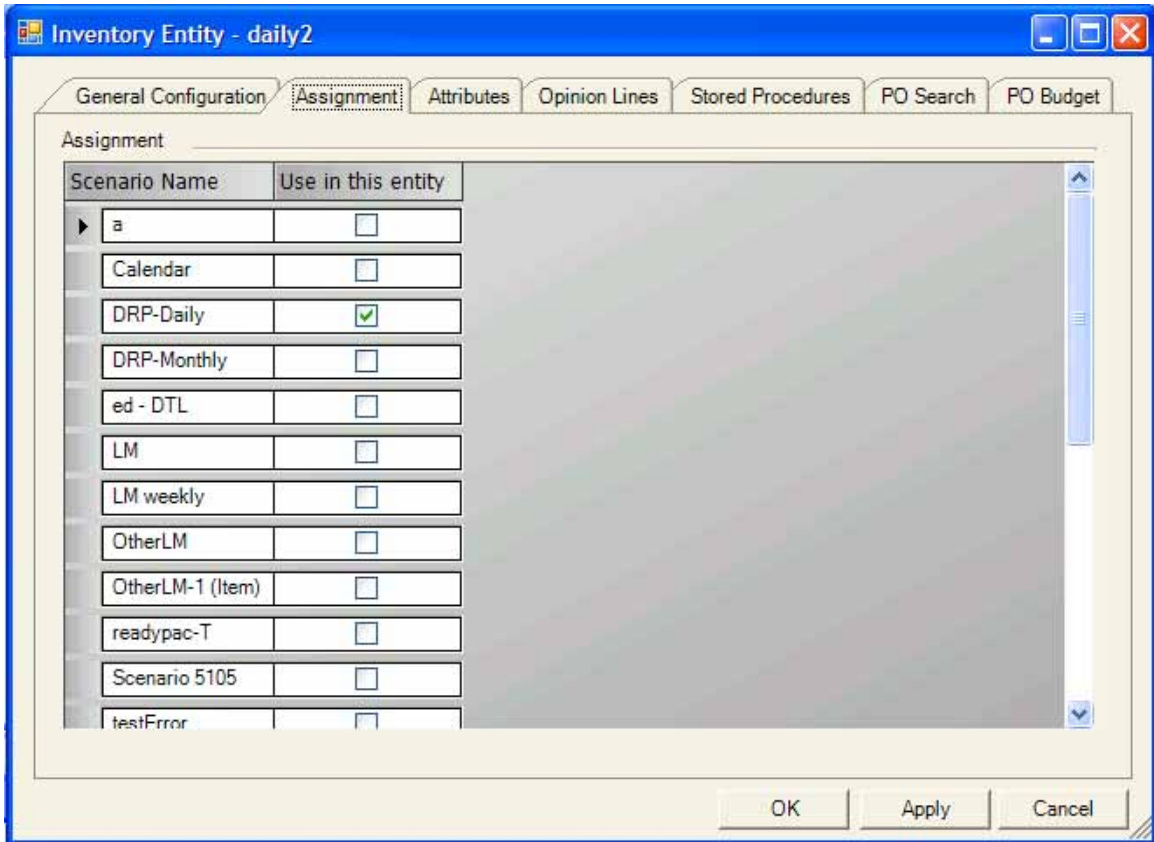 Inventory Entity - daily2
General Configuration Assignment Attributes Opinion Lines Stored Procedures PO Search PO Budget
Assignment
Scenario Name Use in this entity
a
Calendar
DRP-Daily
DRP-Monthly
ed - DTL
LM
LM weekly
OtherLM
OtherLM-1 (Item)
readypac-T
Scenario 5105
testError
OK Apply Cancel